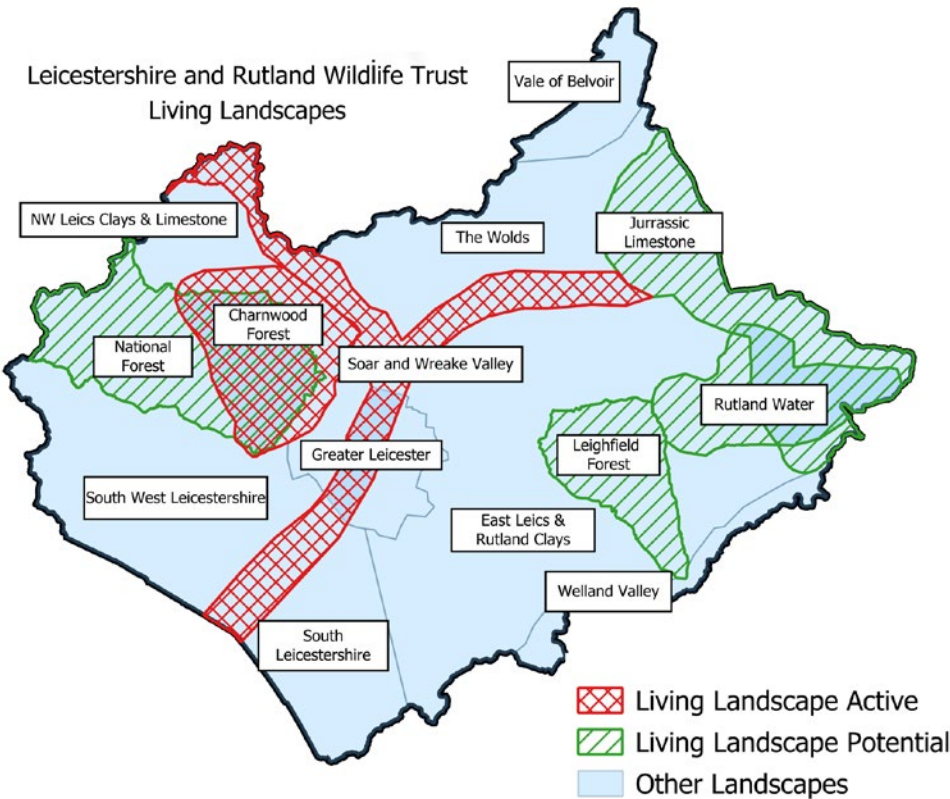 Leicestershire and Rutland Wildlife Trust
Living Landscapes
Vale of Belvoir
NW Leics Clays & Limestone
The Wolds
Jurrassic
Limestone
Charnwood
Forest
National
Forest
Soar and Wreake Valley
Rutland Water
Greater Leicester
Leighfield
Forest
South West Leicestershire
East Leics &
Rutland Clays
Welland Valley
South
Leicestershire
Living Landscape Active
Living Landscape Potential
Other Landscapes